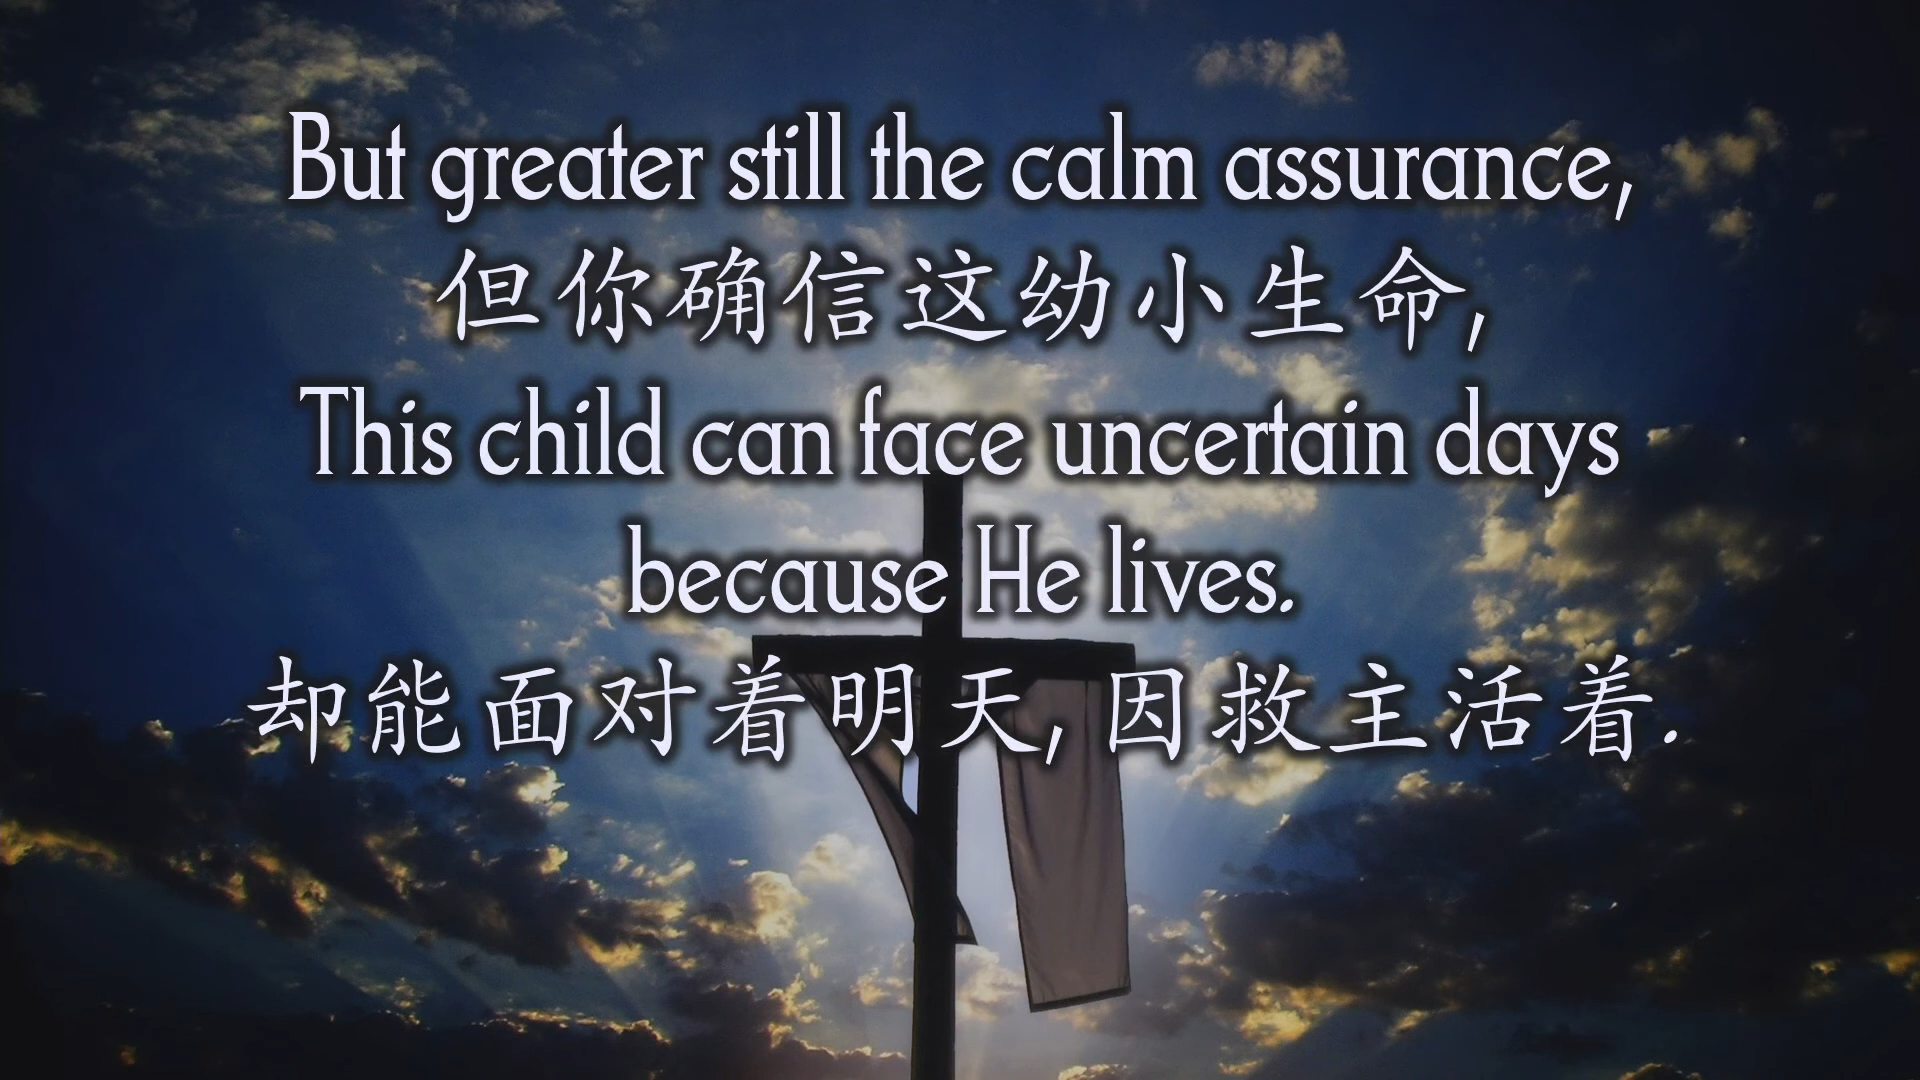 But greater still the calm assurance,
但你确信这幼小生命,
This child can face uncertain days
because He lives.
却能面对着明天, 因救主活着.